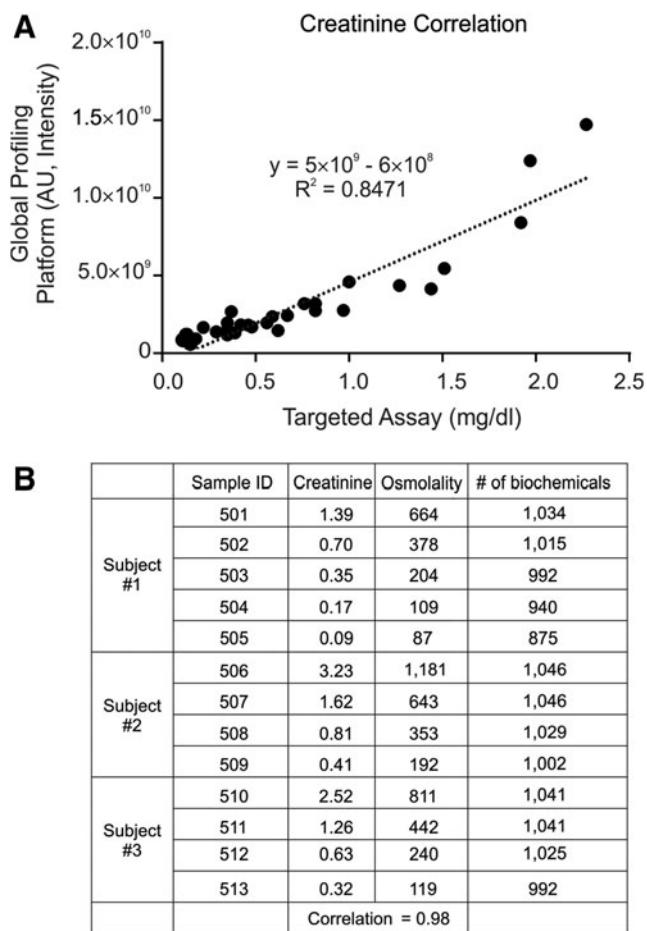 A
Creatinine Correlation
Global Profiling
Platform (AU, Intensity)
2.0×10¹⁰
1.5×10¹⁰
1.0×10¹⁰
5.0×10⁹
0
y = 5×10⁹ - 6×10⁸
R² = 0.8471
0.0 0.5 1.0 1.5 2.0 2.5
Targeted Assay (mg/dl)
B
Sample ID Creatinine Osmolality # of biochemicals
Subject
#1
501 1.39 664 1,034
502 0.70 378 1,015
503 0.35 204 992
504 0.17 109 940
505 0.09 87 875
Subject
#2
506 3.23 1,181 1,046
507 1.62 643 1,046
508 0.81 353 1,029
509 0.41 192 1,002
Subject
#3
510 2.52 811 1,041
511 1.26 442 1,041
512 0.63 240 1,025
513 0.32 119 992
Correlation = 0.98